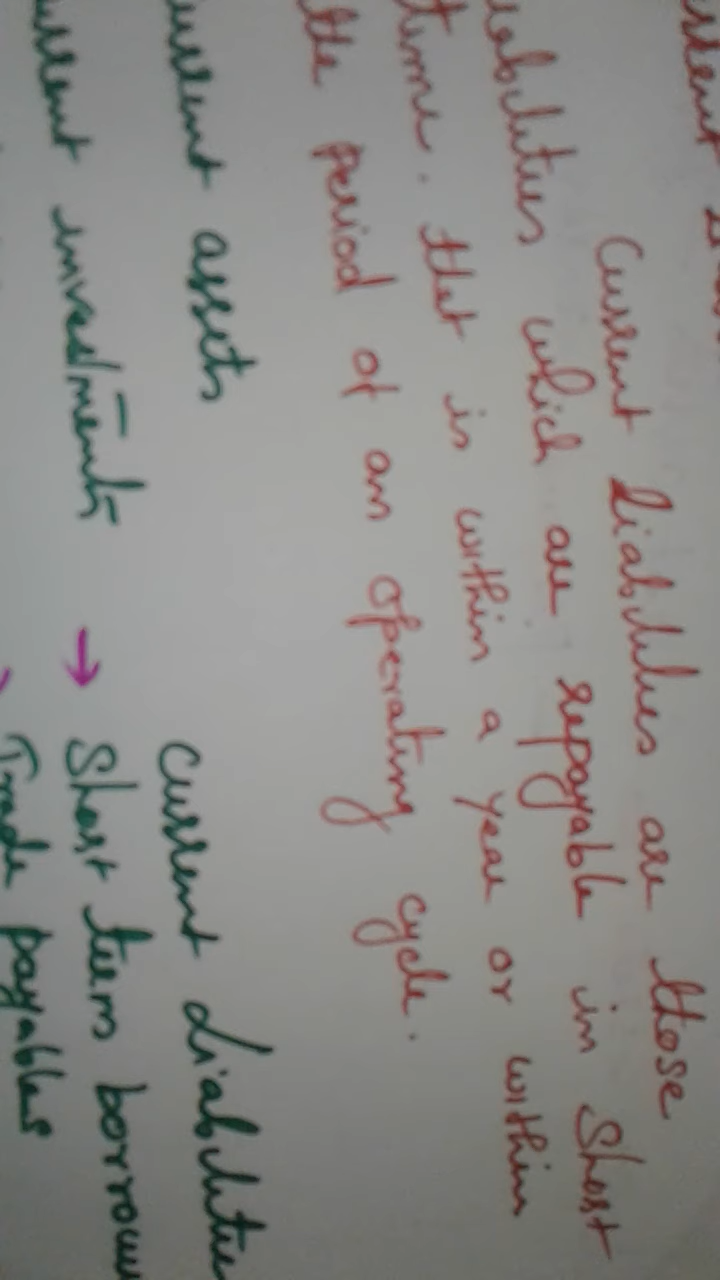 Current liabilities are those
liabilities which are repayable in Short
time. that is within a year or within
the period of an operating cycle.
Current assets Current liabilities
Current investments → Short term borrow
Trade payables